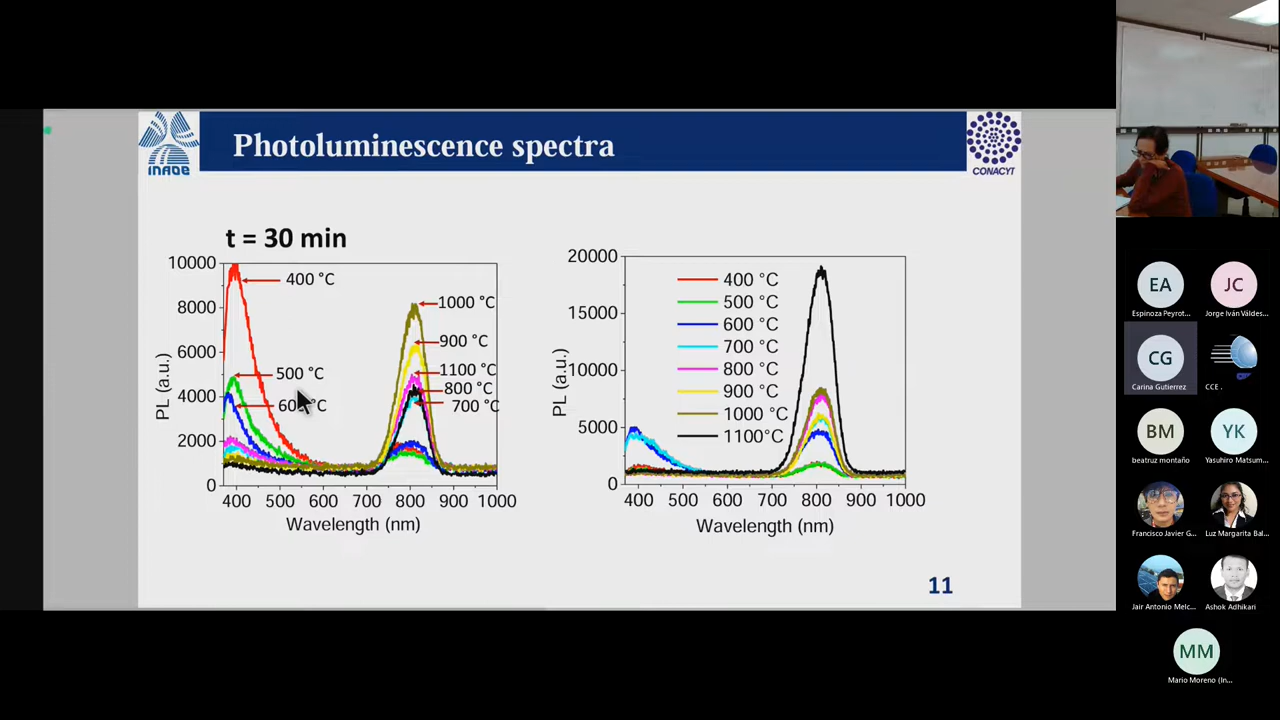 Photoluminescence spectra
INAOE
CONACYT
t = 30 min
10000
8000
6000
4000
2000
0
PL (a.u.)
400 °C
500 °C
1000 °C
900 °C
1100 °C
800 °C
700 °C
400 500 600 700 800 900 1000
Wavelength (nm)
20000
15000
10000
5000
0
PL (a.u.)
400 °C
500 °C
600 °C
700 °C
800 °C
900 °C
1000 °C
1100°C
400 500 600 700 800 900 1000
Wavelength (nm)
11
EA
Espinoza Peyrot...
JC
Jorge Iván Váldes...
CG
Carina Gutierrez
CCE .
BM
beatruz montaño
YK
Yasuhiro Matsum...
Francisco Javier G...
Luz Margarita Bal...
Jair Antonio Melc...
Ashok Adhikari
MM
Mario Moreno (In...